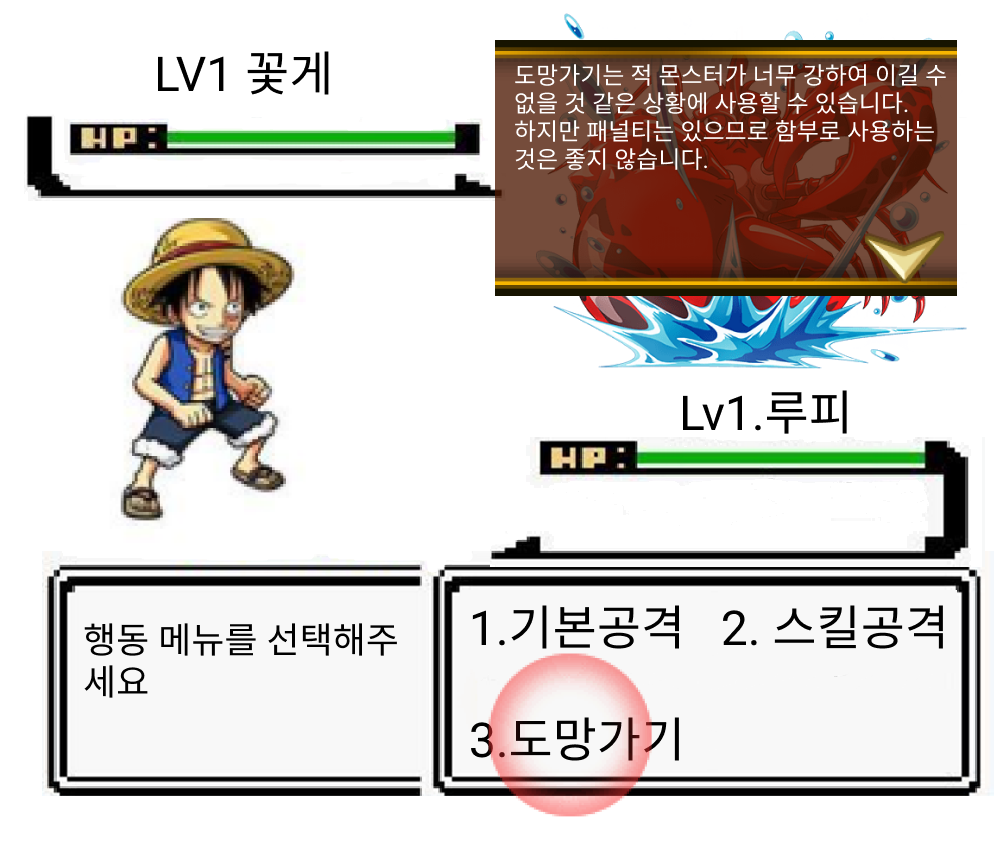 LV1 꽃게
HP:
도망가기는 적 몬스터가 너무 강하여 이길 수
없을 것 같은 상황에 사용할 수 있습니다.
하지만 패널티는 있으므로 함부로 사용하는
것은 좋지 않습니다.
Lv1.루피
HP:
행동 메뉴를 선택해주
세요
1.기본공격 2. 스킬공격
3.도망가기